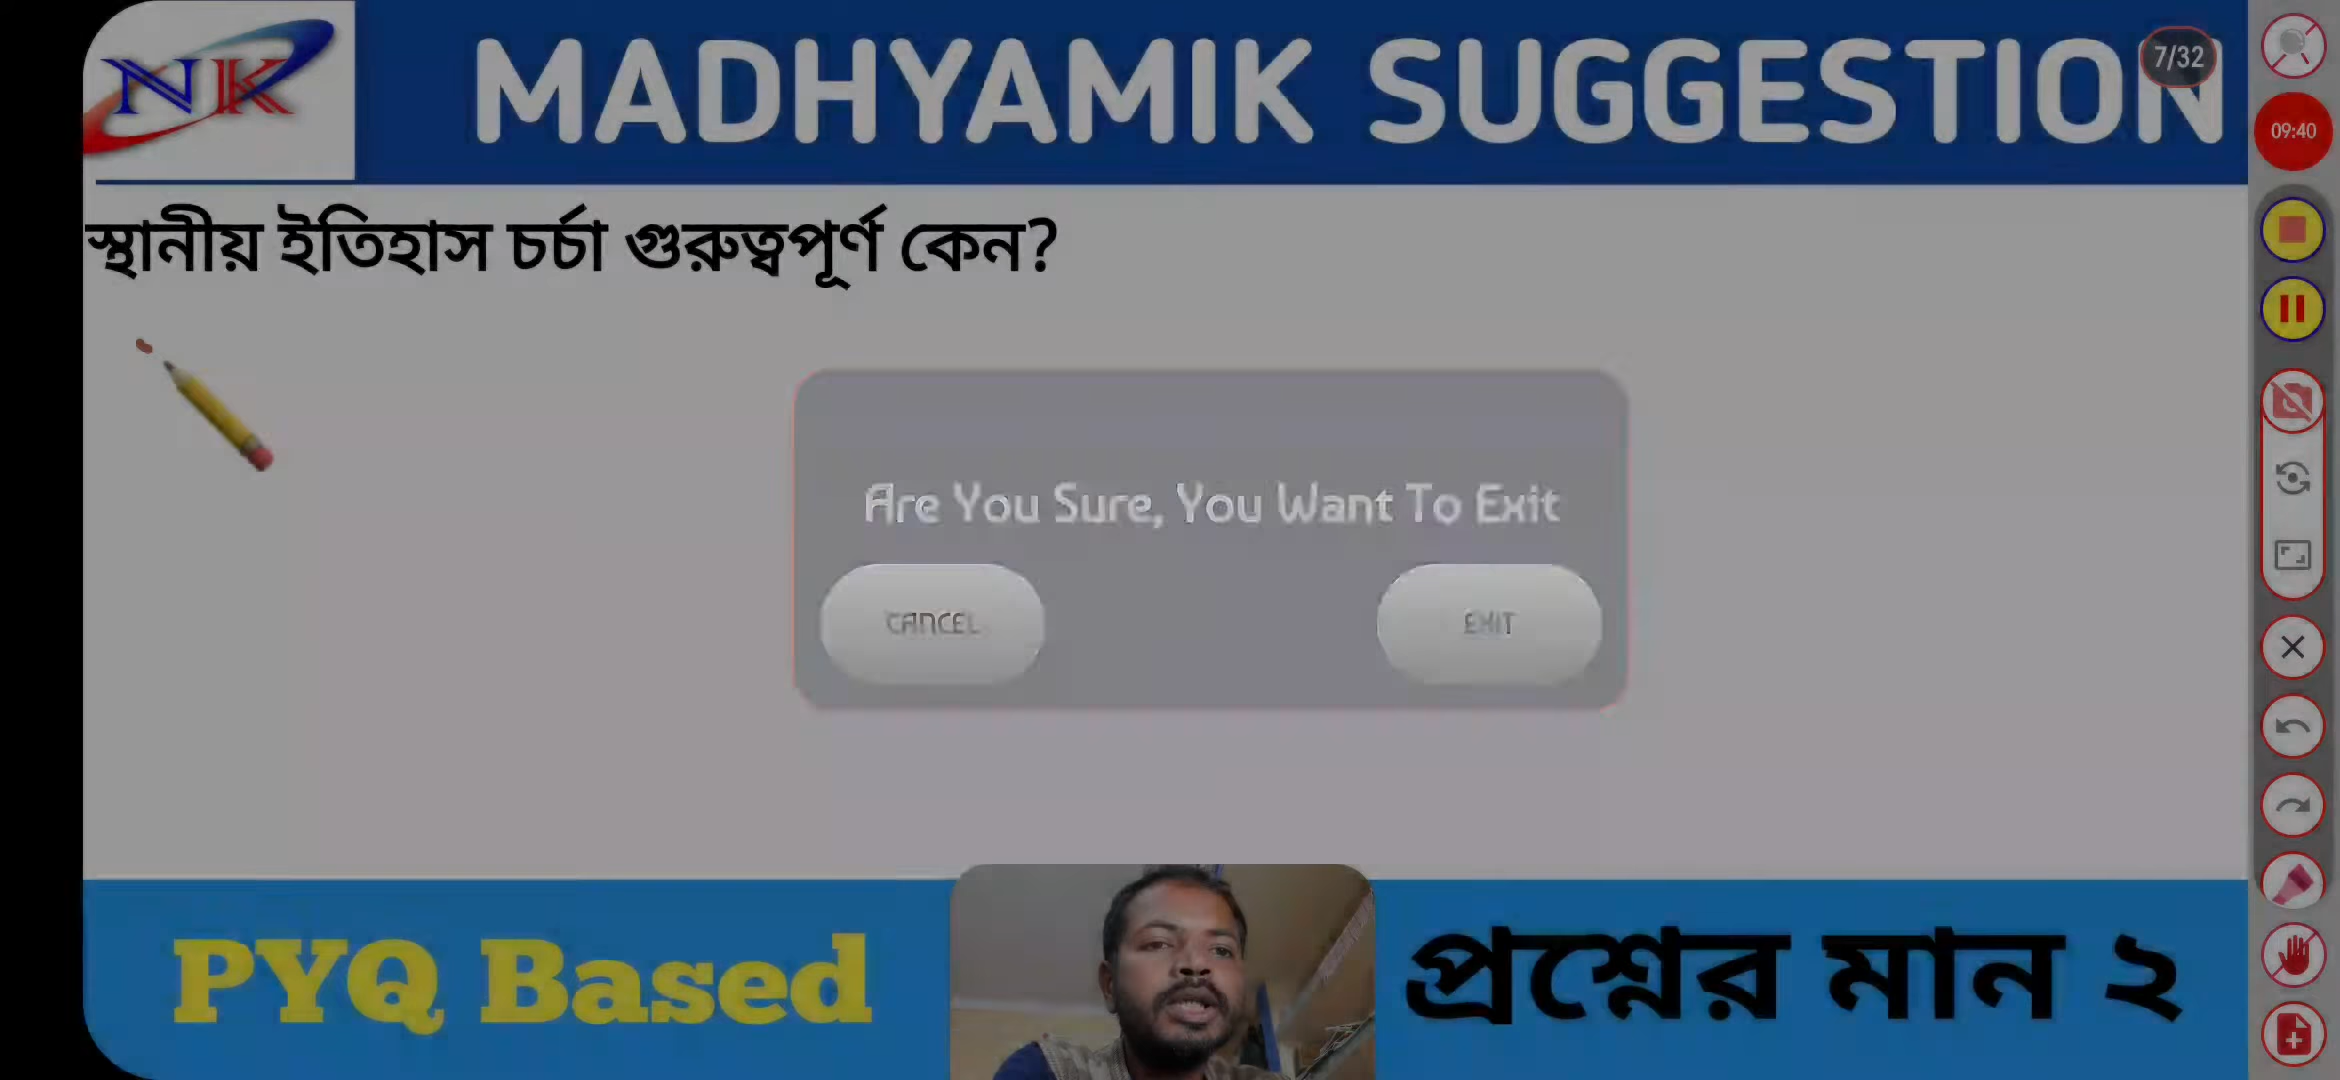 NK
MADHYAMIK SUGGESTION
7/32
09:40
স্থানীয় ইতিহাস চর্চা গুরুত্বপূর্ণ কেন?
Are You Sure, You Want To Exit
CANCEL
EXIT
PYQ Based
প্রশ্নের মান ২